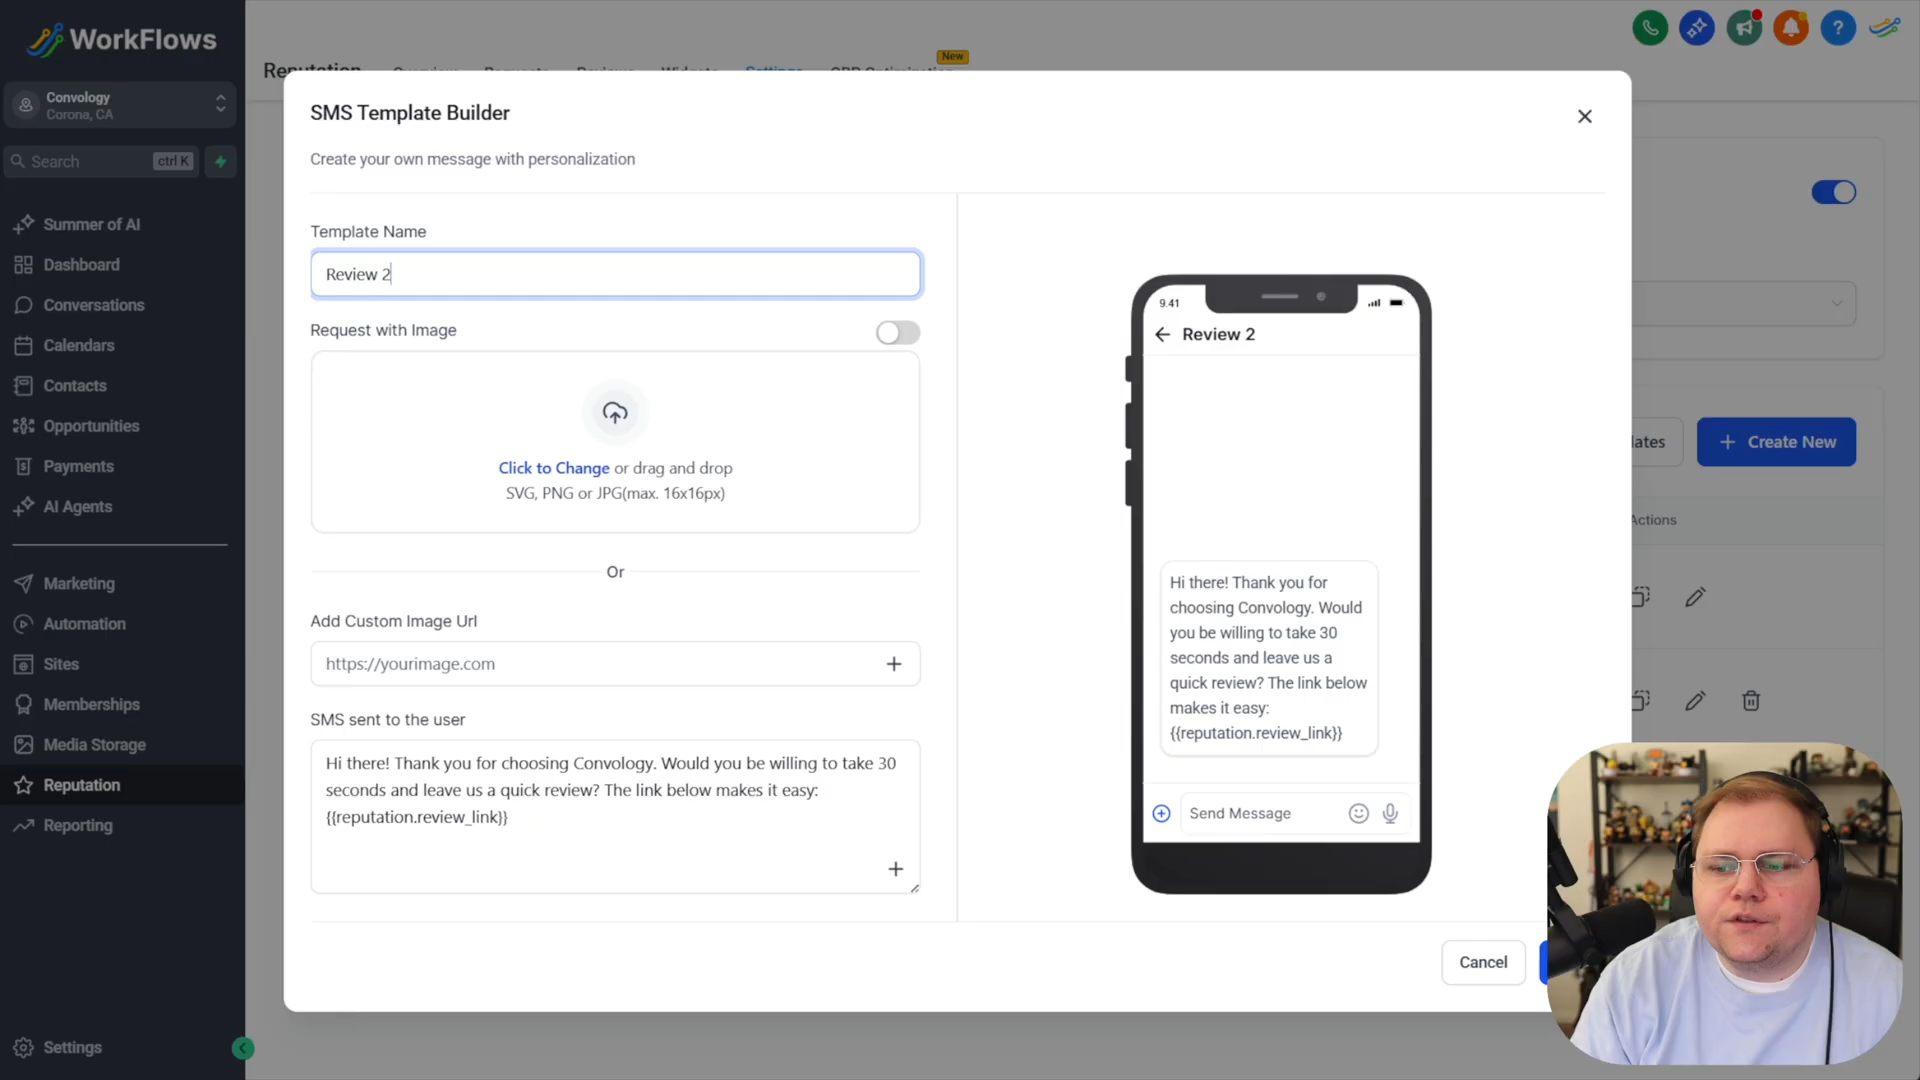 WorkFlows
Convology
Corona, CA
Search
ctrl K
Summer of AI
Dashboard
Conversations
Calendars
Contacts
Opportunities
Payments
AI Agents
Marketing
Automation
Sites
Memberships
Media Storage
Reputation
Reporting
Settings
Reputation
New
SMS Template Builder
Create your own message with personalization
Template Name
Review 2
Request with Image
Click to Change or drag and drop
SVG, PNG or JPG(max. 16x16px)
Or
Add Custom Image Url
https://yourimage.com
SMS sent to the user
Hi there! Thank you for choosing Convology. Would you be willing to take 30
seconds and leave us a quick review? The link below makes it easy:
{{reputation.review_link}}
9.41
Review 2
Hi there! Thank you for
choosing Convology. Would
you be willing to take 30
seconds and leave us a
quick review? The link below
makes it easy:
{{reputation.review_link}}
Send Message
Cancel
lates
Create New
Actions